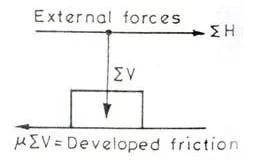 External forces
ΣH
ΣV
μΣV = Developed friction